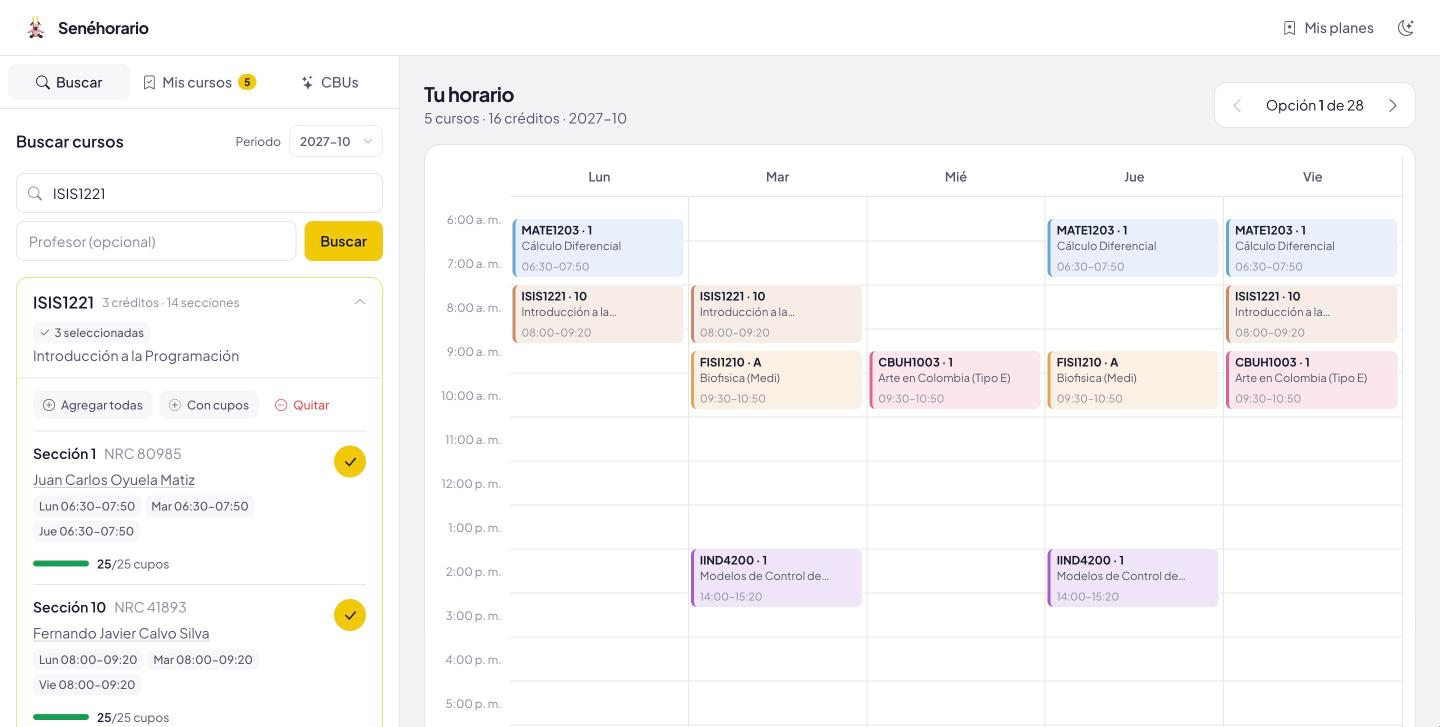 Senéhorario
Mis planes
Buscar
Mis cursos 5
CBUs
Buscar cursos
Periodo 2027-10
ISIS1221
Profesor (opcional)
Buscar
ISIS1221 3 créditos · 14 secciones
3 seleccionadas
Introducción a la Programación
Agregar todas
Con cupos
Quitar
Sección 1 NRC 80985
Juan Carlos Oyuela Matiz
Lun 06:30-07:50 Mar 06:30-07:50
Jue 06:30-07:50
25/25 cupos
Sección 10 NRC 41893
Fernando Javier Calvo Silva
Lun 08:00-09:20 Mar 08:00-09:20
Vie 08:00-09:20
25/25 cupos
Tu horario
5 cursos · 16 créditos · 2027-10
Opción 1 de 28
Lun Mar Mié Jue Vie
6:00 a. m.
7:00 a. m.
8:00 a. m.
9:00 a. m.
10:00 a. m.
11:00 a. m.
12:00 p. m.
1:00 p. m.
2:00 p. m.
3:00 p. m.
4:00 p. m.
5:00 p. m.
MATE1203 · 1
Cálculo Diferencial
06:30-07:50
ISIS1221 · 10
Introducción a la...
08:00-09:20
ISIS1221 · 10
Introducción a la...
08:00-09:20
FISI1210 · A
Biofisica (Medi)
09:30-10:50
IIND4200 · 1
Modelos de Control de...
14:00-15:20
CBUH1003 · 1
Arte en Colombia (Tipo E)
09:30-10:50
MATE1203 · 1
Cálculo Diferencial
06:30-07:50
FISI1210 · A
Biofisica (Medi)
09:30-10:50
IIND4200 · 1
Modelos de Control de...
14:00-15:20
MATE1203 · 1
Cálculo Diferencial
06:30-07:50
ISIS1221 · 10
Introducción a la...
08:00-09:20
CBUH1003 · 1
Arte en Colombia (Tipo E)
09:30-10:50